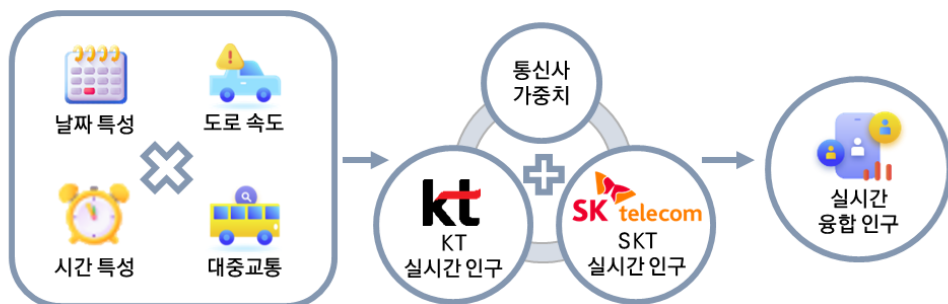 날짜 특성
도로 속도
시간 특성
대중교통
통신사
가중치
kt
KT
실시간 인구
SK telecom
SKT
실시간 인구
실시간
융합 인구